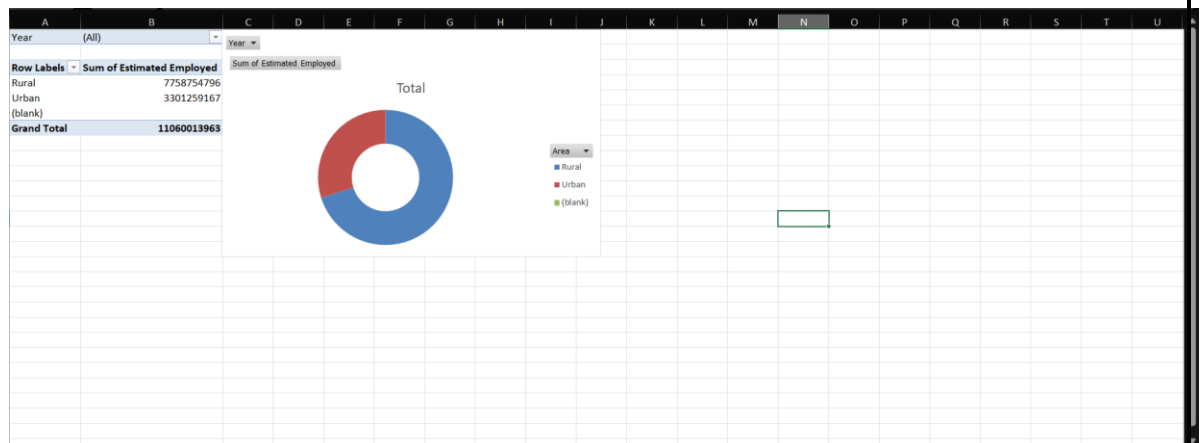 A B C D E F G H I J K L M N O P Q R S T U
Year (All)
Row Labels Sum of Estimated Employed
Rural 7758754796
Urban 3301259167
(blank)
Grand Total 11060013963
Year
Sum of Estimated Employed
Total
Area
Rural
Urban
(blank)